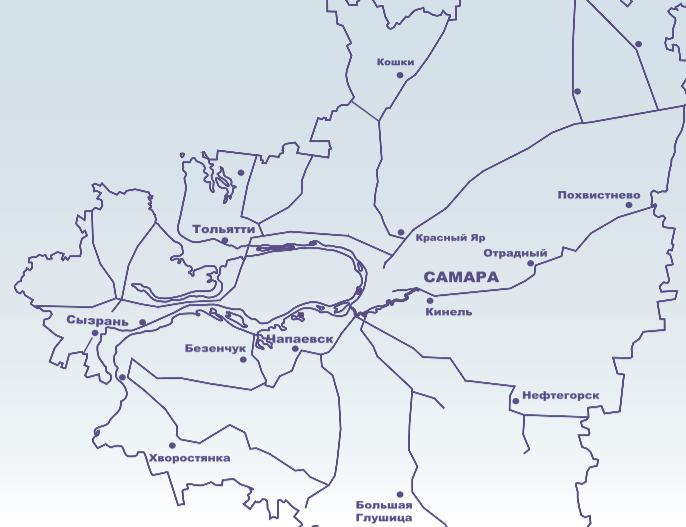 Кошки
Похвистнево
Тольятти
Красный Яр
Отрадный
САМАРА
Кинель
Сызрань
Чапаевск
Безенчук
Нефтегорск
Хворостянка
Большая
Глушица